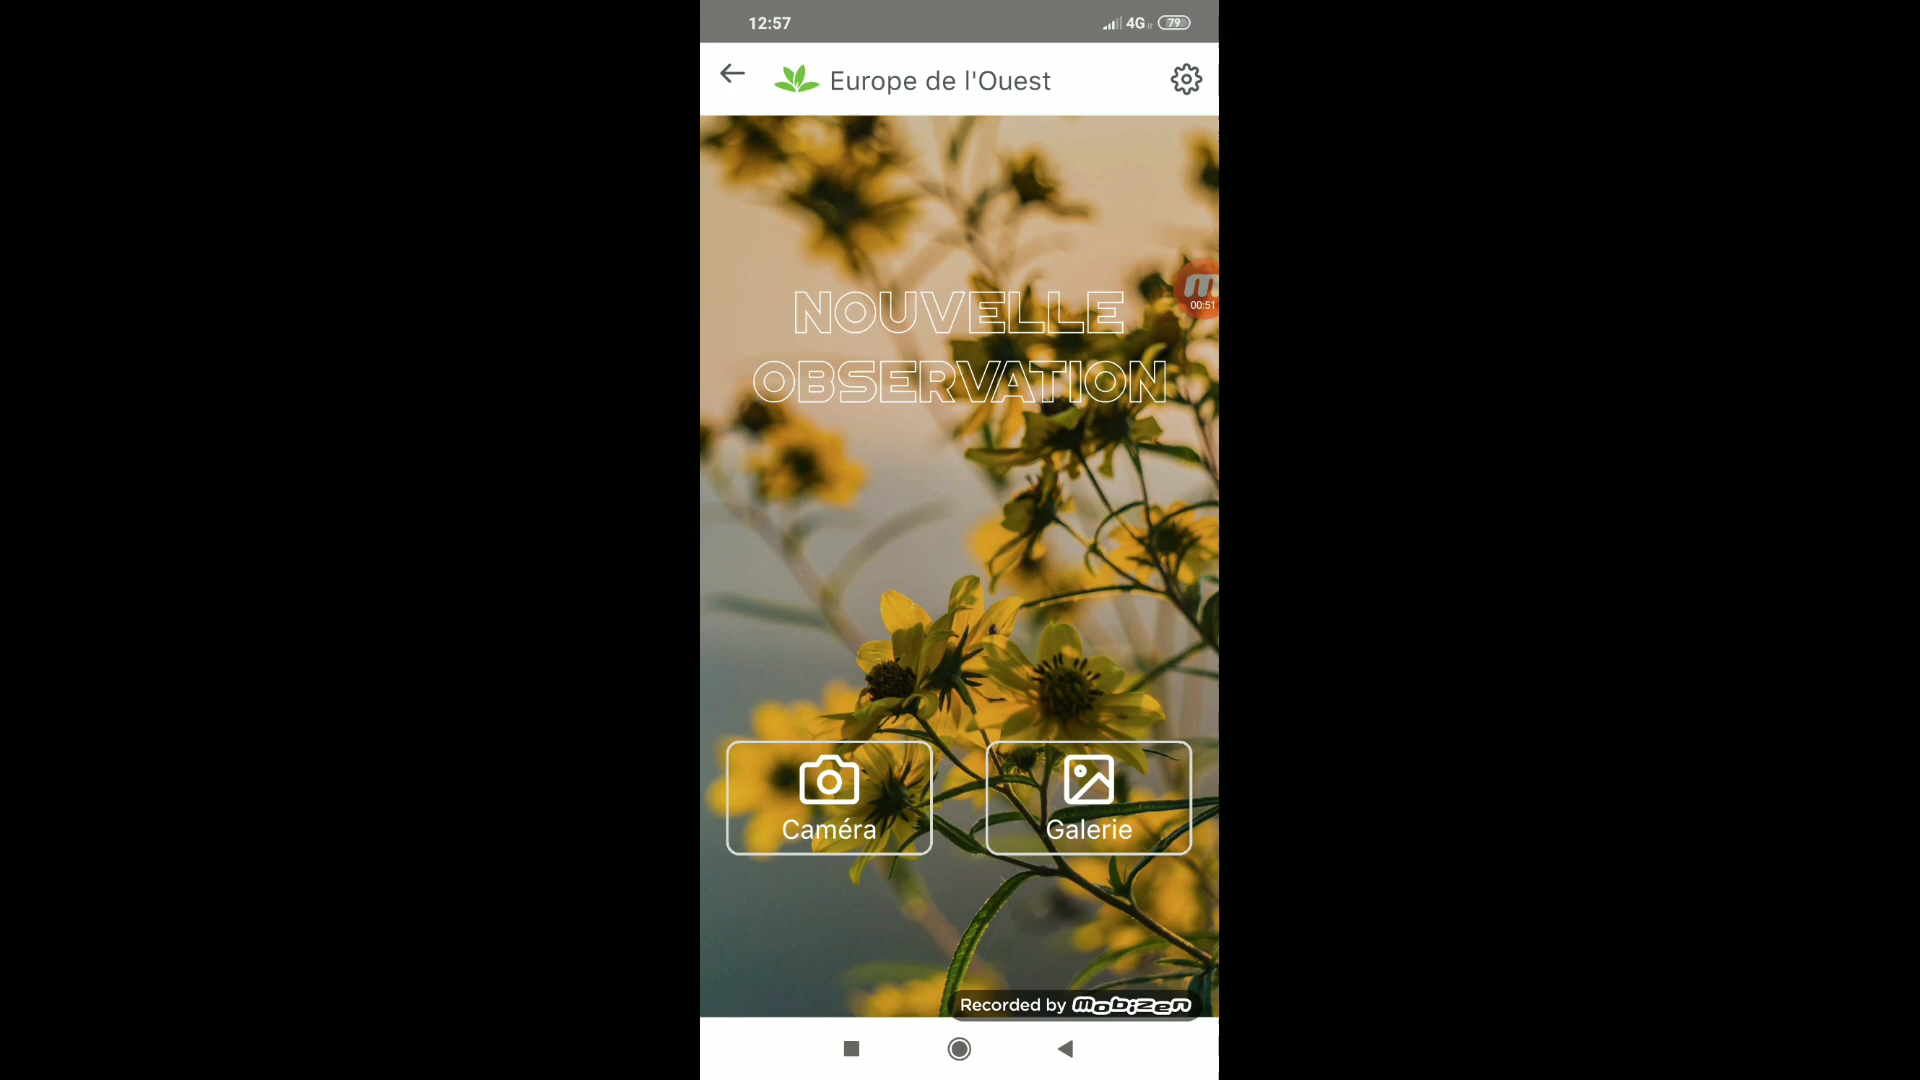 12:57
4G 79
Europe de l'Ouest
00:51
NOUVELLE
OBSERVATION
Caméra
Galerie
Recorded by mobizen